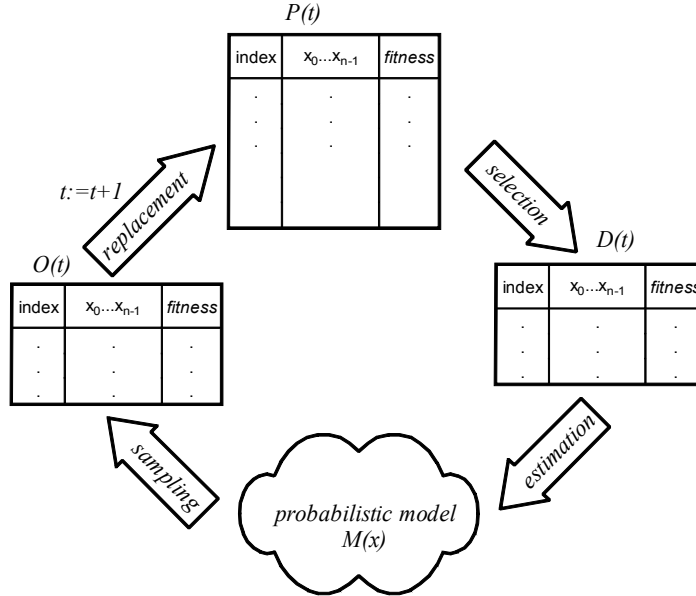 P(t)
index x0...xn-1 fitness
. . .
. . .
. . .
selection
D(t)
index x0...xn-1 fitness
. . .
. . .
. . .
estimation
probabilistic model
M(x)
sampling
O(t)
index x0...xn-1 fitness
. . .
. . .
. . .
replacement
t:=t+1